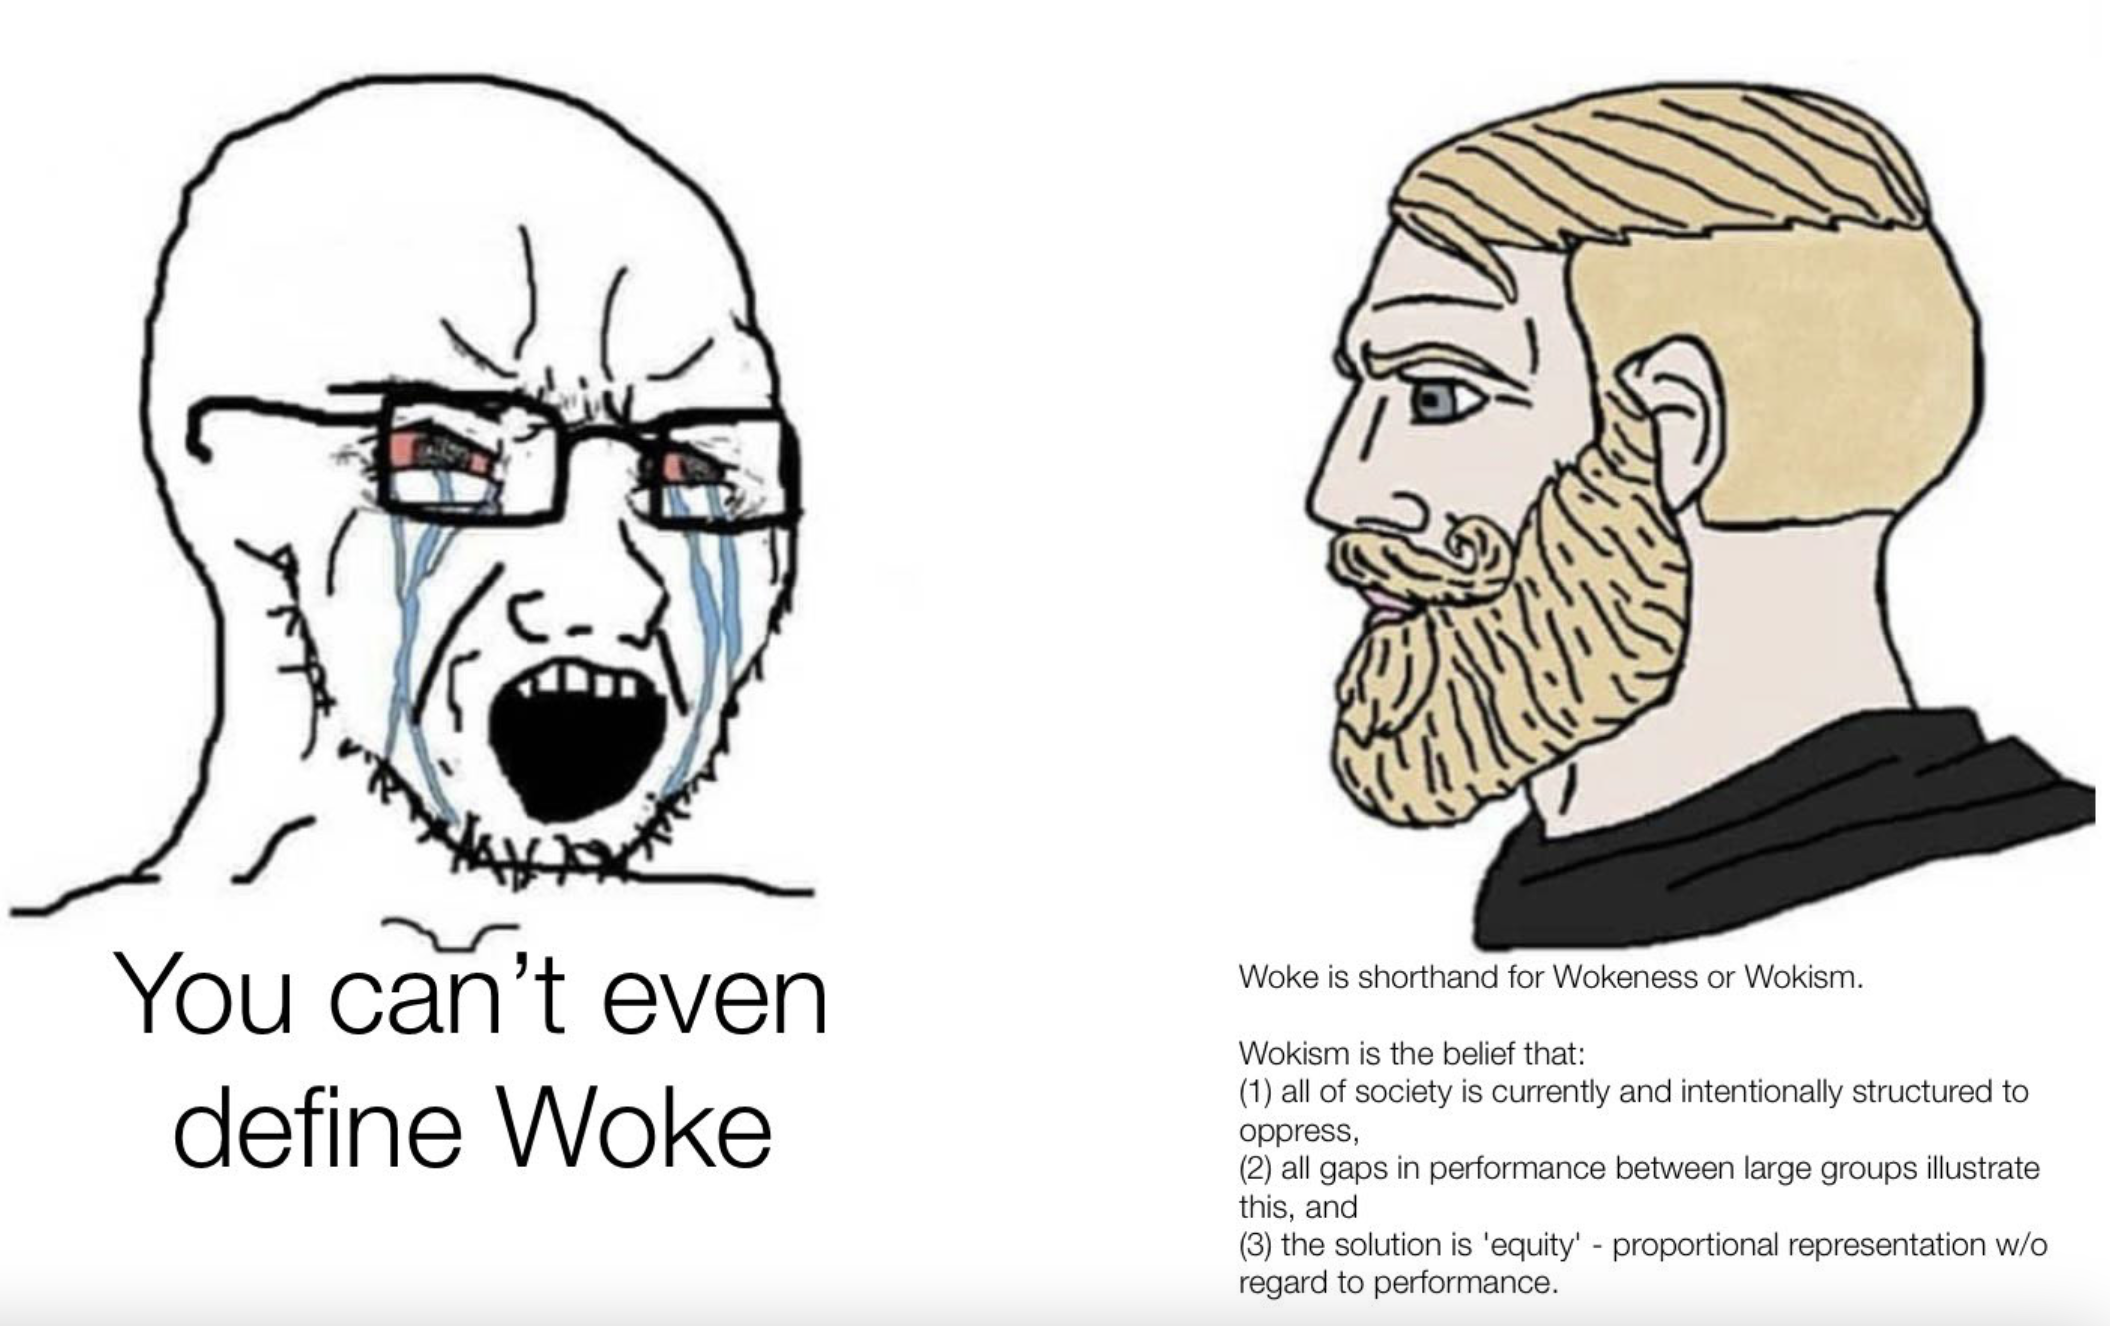 You can’t even
define Woke
Woke is shorthand for Wokeness or Wokism.
Wokism is the belief that:
(1) all of society is currently and intentionally structured to
oppress,
(2) all gaps in performance between large groups illustrate
this, and
(3) the solution is 'equity' - proportional representation w/o
regard to performance.